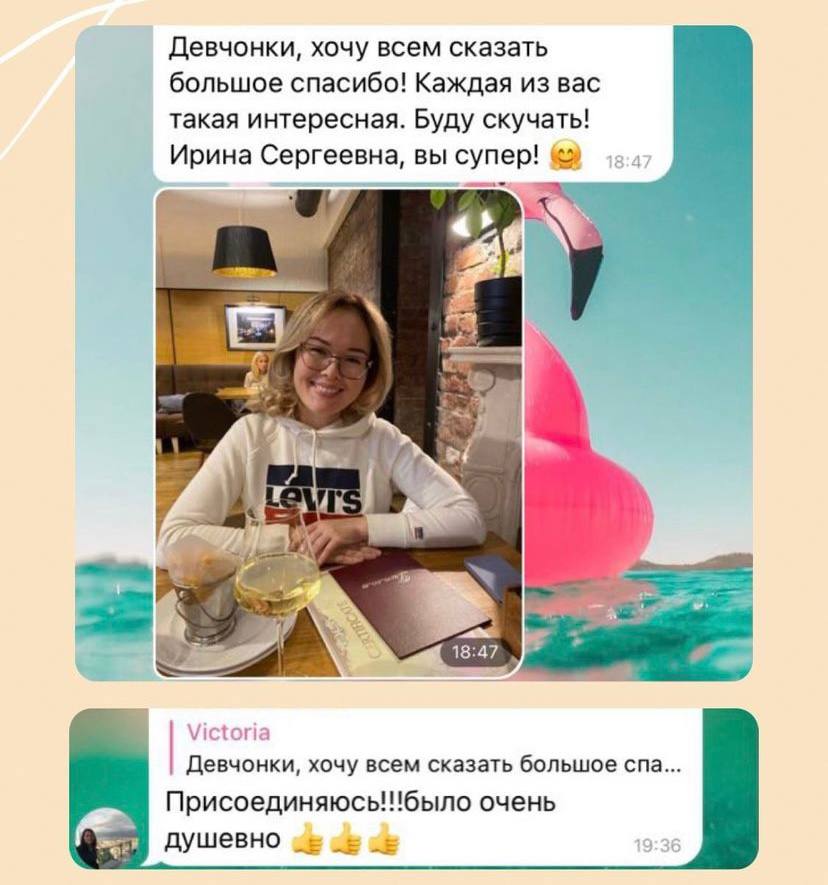 Девчонки, хочу всем сказать
большое спасибо! Каждая из вас
такая интересная. Буду скучать!
Ирина Сергеевна, вы супер! 🤗 18:47
LEVI'S
CERTIFICATE
18:47
Victoria
Девчонки, хочу всем сказать большое спа...
Присоединяюсь!!!было очень
душевно 👍👍👍 19:36